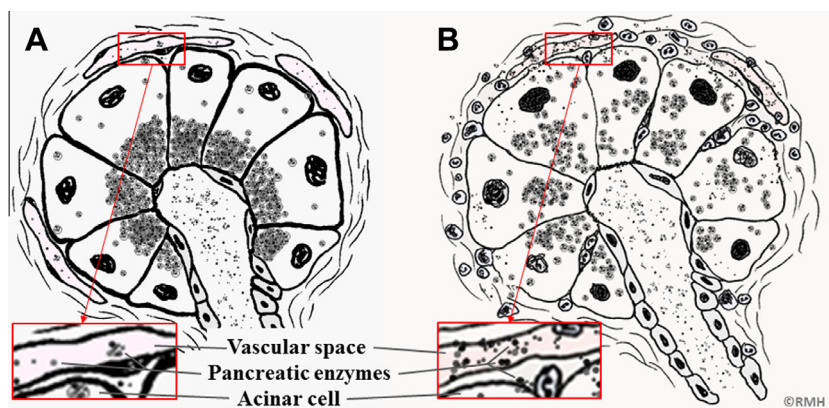 A
B
Vascular space
Pancreatic enzymes
Acinar cell
©RMH